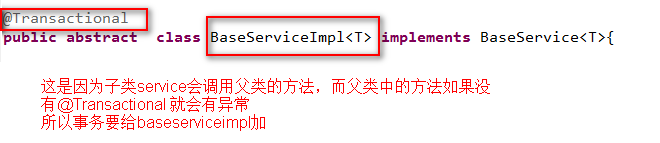 @Transactional
public abstract  class BaseServiceImpl<T> implements BaseService<T>{
这是因为子类service会调用父类的方法，而父类中的方法如果没
有@Transactional 就会有异常
所以事务要给baseserviceimpl加